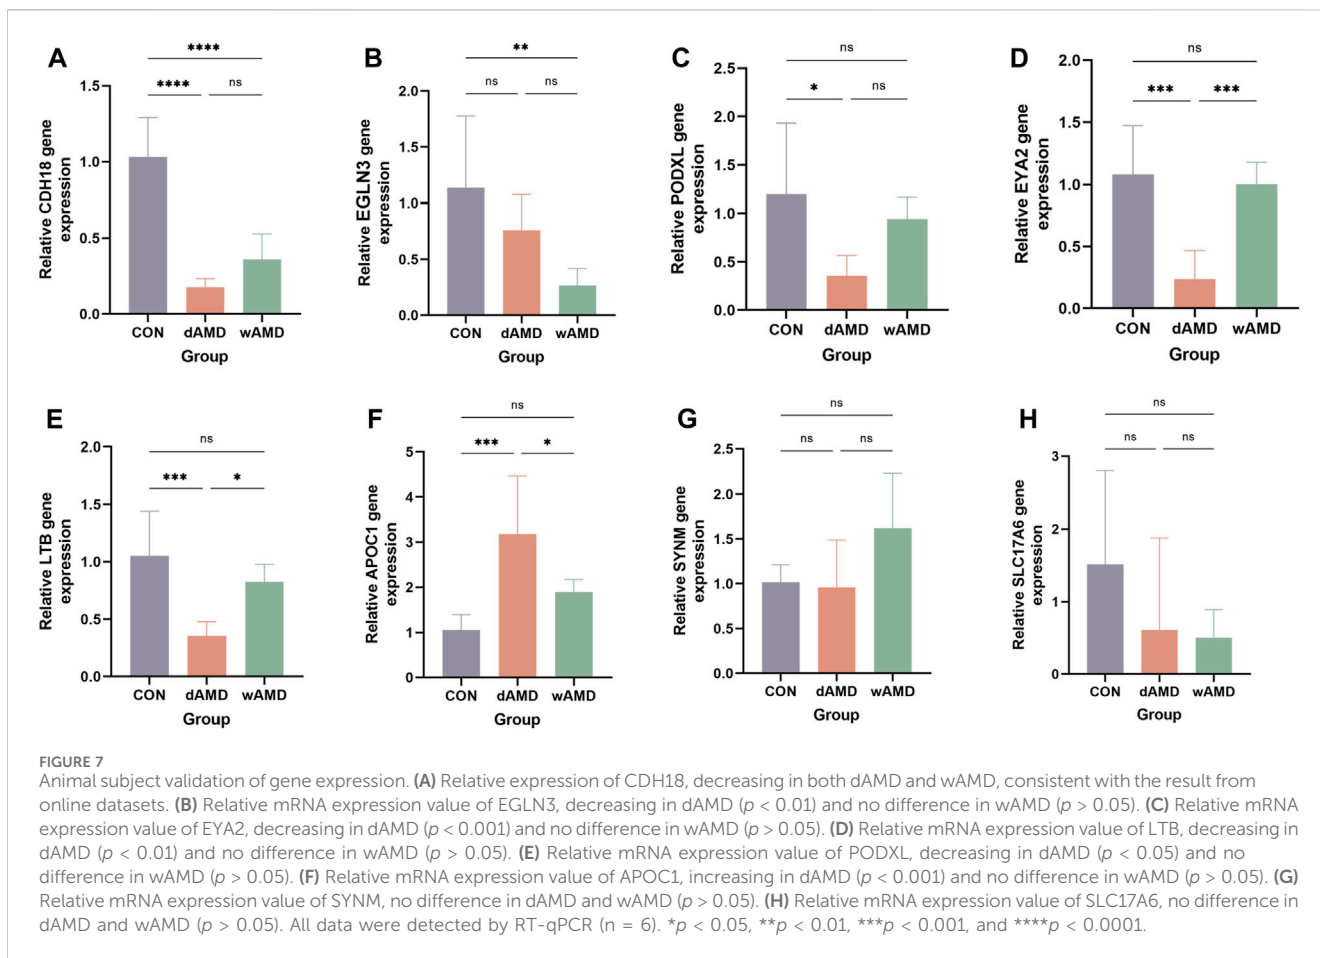 A
****
**** ns
1.5
1.0
0.5
0.0
Relative CDH18 gene
expression
CON dAMD wAMD
Group
B
**
ns ns
2.0
1.5
1.0
0.5
0.0
Relative EGLN3 gene
expression
CON dAMD wAMD
Group
C
ns
* ns
2.5
2.0
1.5
1.0
0.5
0.0
Relative PODXL gene
expression
CON dAMD wAMD
Group
D
ns
*** ***
2.0
1.5
1.0
0.5
0.0
Relative EYA2 gene
expression
CON dAMD wAMD
Group
E
ns
*** *
2.0
1.5
1.0
0.5
0.0
Relative LTB gene
expression
CON dAMD wAMD
Group
F
ns
*** *
5
4
3
2
1
0
Relative APOC1 gene
expression
CON dAMD wAMD
Group
G
ns
ns ns
2.5
2.0
1.5
1.0
0.5
0.0
Relative SYNM gene
expression
CON dAMD wAMD
Group
H
ns
ns ns
3
2
1
0
Relative SLC17A6 gene
expression
CON dAMD wAMD
Group
FIGURE 7
Animal subject validation of gene expression. (A) Relative expression of CDH18, decreasing in both dAMD and wAMD, consistent with the result from
online datasets. (B) Relative mRNA expression value of EGLN3, decreasing in dAMD (p < 0.01) and no difference in wAMD (p > 0.05). (C) Relative mRNA
expression value of EYA2, decreasing in dAMD (p < 0.001) and no difference in wAMD (p > 0.05). (D) Relative mRNA expression value of LTB, decreasing in
dAMD (p < 0.01) and no difference in wAMD (p > 0.05). (E) Relative mRNA expression value of PODXL, decreasing in dAMD (p < 0.05) and no
difference in wAMD (p > 0.05). (F) Relative mRNA expression value of APOC1, increasing in dAMD (p < 0.001) and no difference in wAMD (p > 0.05). (G)
Relative mRNA expression value of SYNM, no difference in dAMD and wAMD (p > 0.05). (H) Relative mRNA expression value of SLC17A6, no difference in
dAMD and wAMD (p > 0.05). All data were detected by RT-qPCR (n = 6). *p < 0.05, **p < 0.01, ***p < 0.001, and ****p < 0.0001.